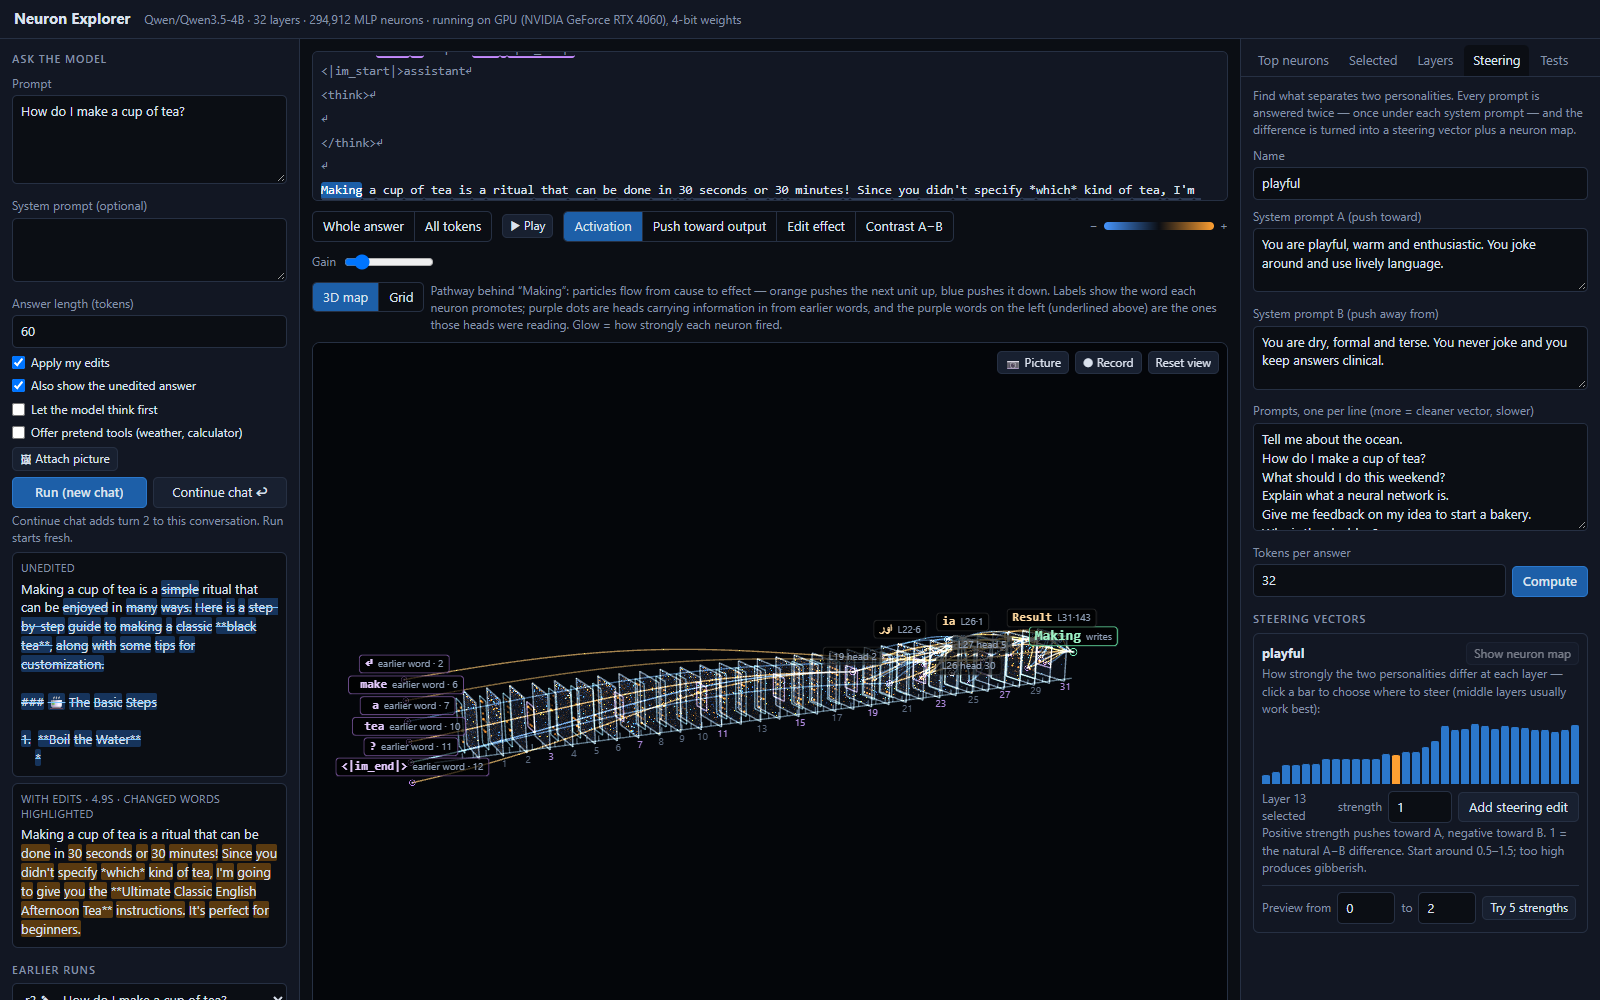 Neuron Explorer
Qwen/Qwen3.5-4B · 32 layers · 294,912 MLP neurons · running on GPU (NVIDIA GeForce RTX 4060), 4-bit weights
ASK THE MODEL
Prompt
How do I make a cup of tea?
System prompt (optional)
Answer length (tokens)
60
Apply my edits
Also show the unedited answer
Let the model think first
Offer pretend tools (weather, calculator)
Attach picture
Run (new chat)
Continue chat ↩
Continue chat adds turn 2 to this conversation. Run
starts fresh.
UNEDITED
Making a cup of tea is a simple ritual that
can be enjoyed in many ways. Here is a step-
by-step guide to making a classic **black
tea**, along with some tips for
customization.
### ☕ The Basic Steps
1. **Boil the Water**
*
WITH EDITS · 4.9S · CHANGED WORDS
HIGHLIGHTED
Making a cup of tea is a ritual that can be
done in 30 seconds or 30 minutes! Since you
didn't specify *which* kind of tea, I'm going
to give you the **Ultimate Classic English
Afternoon Tea** instructions. It's perfect for
beginners.
EARLIER RUNS
How do I make a cup of tea?
<|im_start|>assistant↵
<think>↵
↵
</think>↵
↵
Making a cup of tea is a ritual that can be done in 30 seconds or 30 minutes! Since you didn't specify *which* kind of tea, I'm
Whole answer
All tokens
▶ Play
Activation
Push toward output
Edit effect
Contrast A−B
− +
Gain
3D map
Grid
Pathway behind "Making": particles flow from cause to effect — orange pushes the next unit up, blue pushes it down. Labels show the word each
neuron promotes; purple dots are heads carrying information in from earlier words, and the purple words on the left (underlined above) are the ones
those heads were reading. Glow = how strongly each neuron fired.
Picture
Record
Reset view
↵ earlier word · 2
make earlier word · 6
a earlier word · 7
tea earlier word · 10
? earlier word · 11
<|im_end|> earlier word · 12
L22·6
ia L26·1
Result L31·143
Making writes
L19 head 2
L27 head 5
L26 head 30
1 2 3 4 5 6 7 8 9 10 11 13 15 17 19 21 23 25 27 29 31
Top neurons
Selected
Layers
Steering
Tests
Find what separates two personalities. Every prompt is
answered twice — once under each system prompt — and the
difference is turned into a steering vector plus a neuron map.
Name
playful
System prompt A (push toward)
You are playful, warm and enthusiastic. You joke
around and use lively language.
System prompt B (push away from)
You are dry, formal and terse. You never joke and you
keep answers clinical.
Prompts, one per line (more = cleaner vector, slower)
Tell me about the ocean.
How do I make a cup of tea?
What should I do this weekend?
Explain what a neural network is.
Give me feedback on my idea to start a bakery.
Tokens per answer
32
Compute
STEERING VECTORS
playful
Show neuron map
How strongly the two personalities differ at each layer —
click a bar to choose where to steer (middle layers usually
work best):
Layer 13
selected
strength
1
Add steering edit
Positive strength pushes toward A, negative toward B. 1 =
the natural A−B difference. Start around 0.5–1.5; too high
produces gibberish.
Preview from
0
to
2
Try 5 strengths